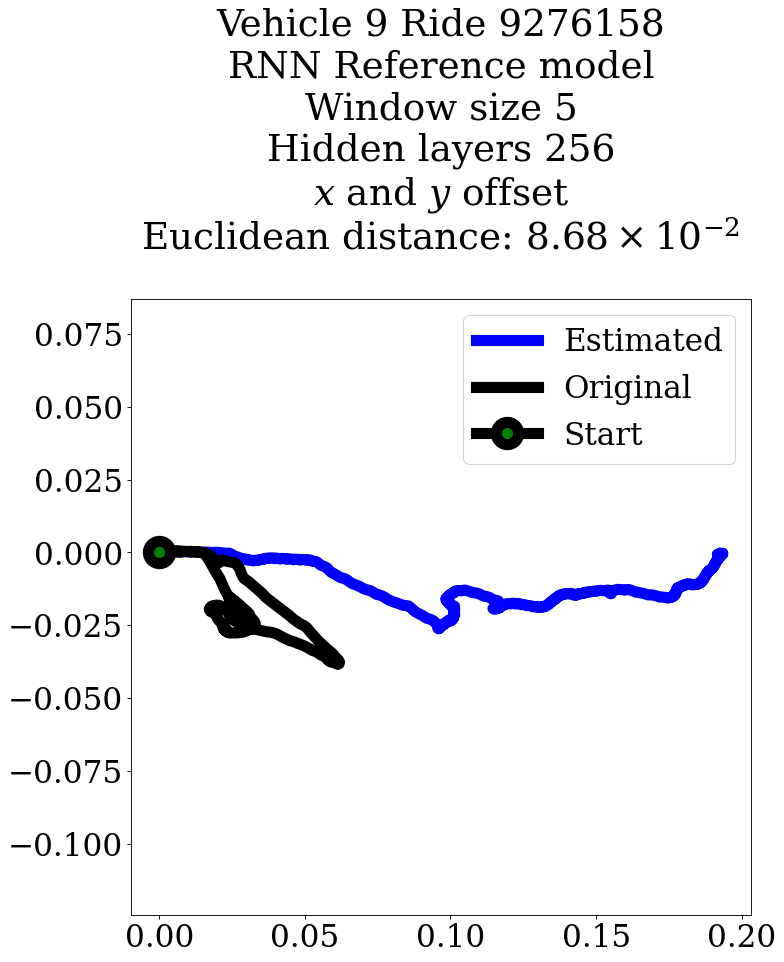 Vehicle 9 Ride 9276158
RNN Reference model
Window size 5
Hidden layers 256
x and y offset
Euclidean distance: 8.68 × 10⁻²
Estimated
Original
Start
0.075
0.050
0.025
0.000
−0.025
−0.050
−0.075
−0.100
0.00 0.05 0.10 0.15 0.20